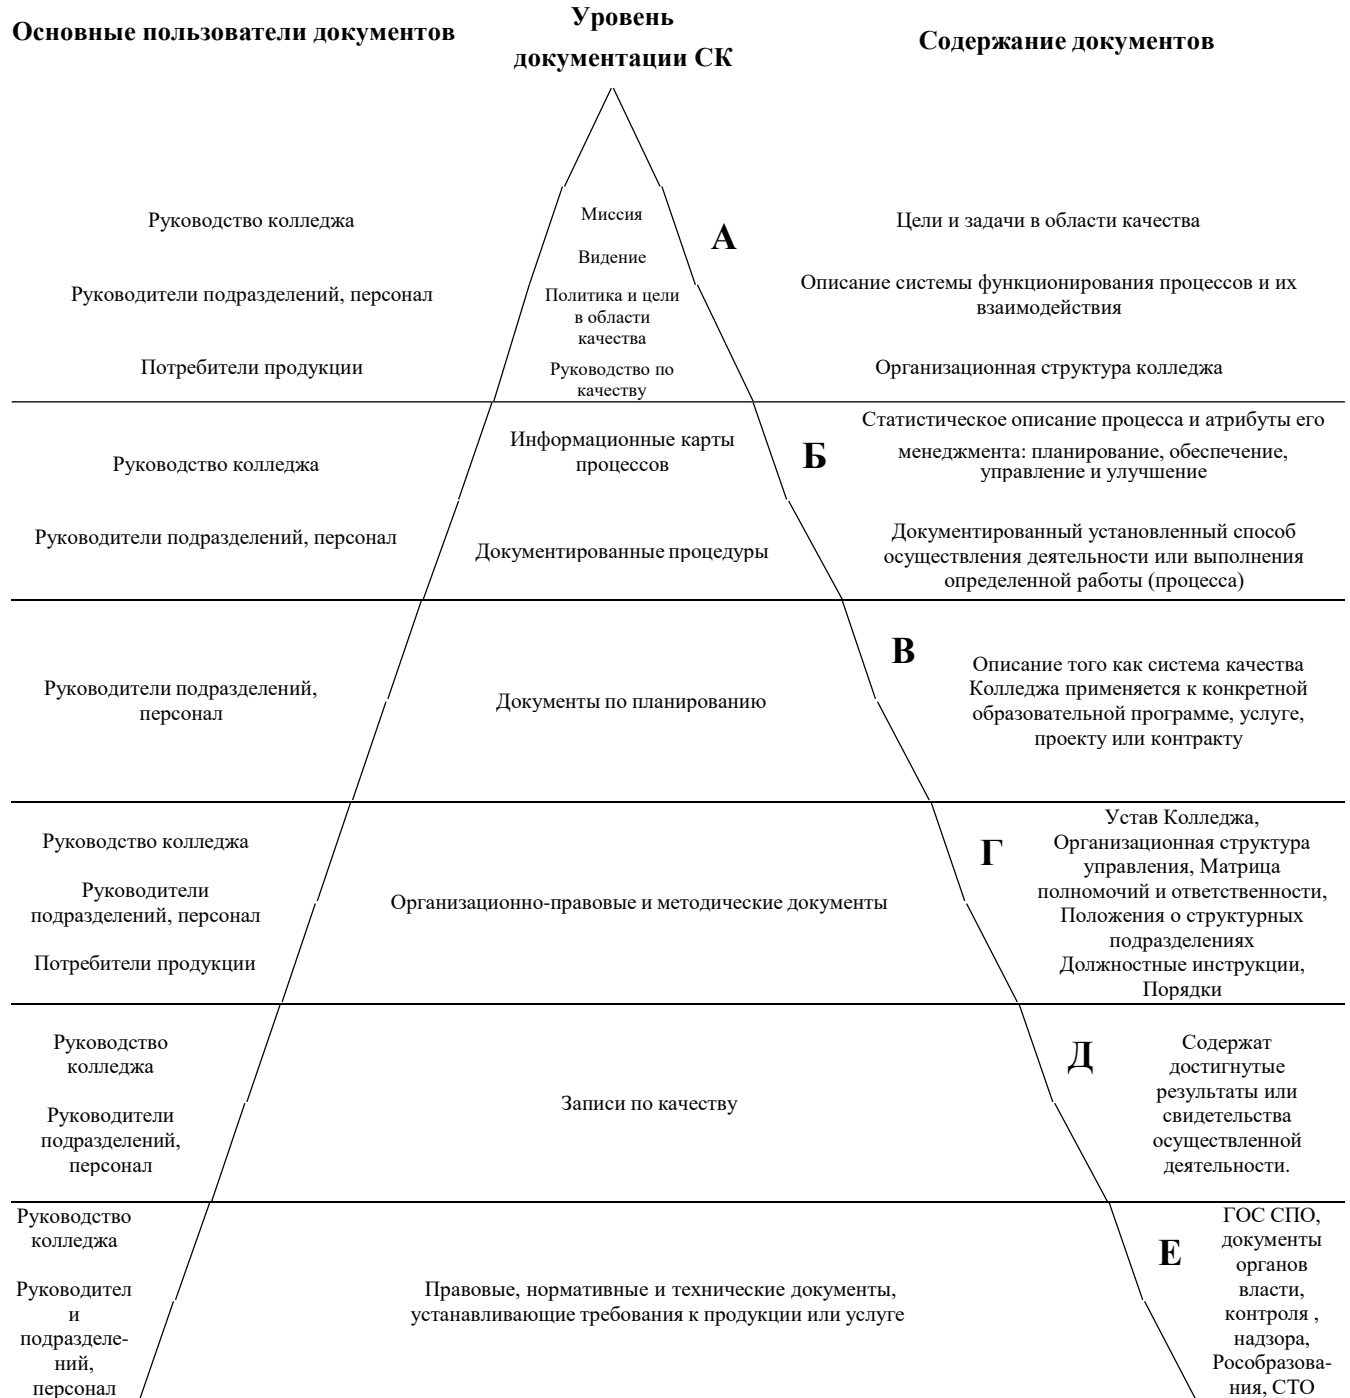 Основные пользователи документов
Уровень
документации СК
Содержание документов
Руководство колледжа
Миссия
А
Цели и задачи в области качества
Видение
Руководители подразделений, персонал
Политика и цели
в области
качества
Описание системы функционирования процессов и их
взаимодействия
Потребители продукции
Руководство по
качеству
Организационная структура колледжа
Руководство колледжа
Информационные карты
процессов
Б
Статистическое описание процесса и атрибуты его
менеджмента: планирование, обеспечение,
управление и улучшение
Руководители подразделений, персонал
Документированные процедуры
Документированный установленный способ
осуществления деятельности или выполнения
определенной работы (процесса)
Руководители подразделений,
персонал
Документы по планированию
В
Описание того как система качества
Колледжа применяется к конкретной
образовательной программе, услуге,
проекту или контракту
Руководство колледжа
Руководители
подразделений, персонал
Потребители продукции
Организационно-правовые и методические документы
Г
Устав Колледжа,
Организационная структура
управления, Матрица
полномочий и ответственности,
Положения о структурных
подразделениях
Должностные инструкции,
Порядки
Руководство
колледжа
Руководители
подразделений,
персонал
Записи по качеству
Д
Содержат
достигнутые
результаты или
свидетельства
осуществленной
деятельности.
Руководство
колледжа
Руководител
и
подразделе-
ний,
персонал
Правовые, нормативные и технические документы,
устанавливающие требования к продукции или услуге
Е
ГОС СПО,
документы
органов
власти,
контроля ,
надзора,
Рособразова-
ния, СТО